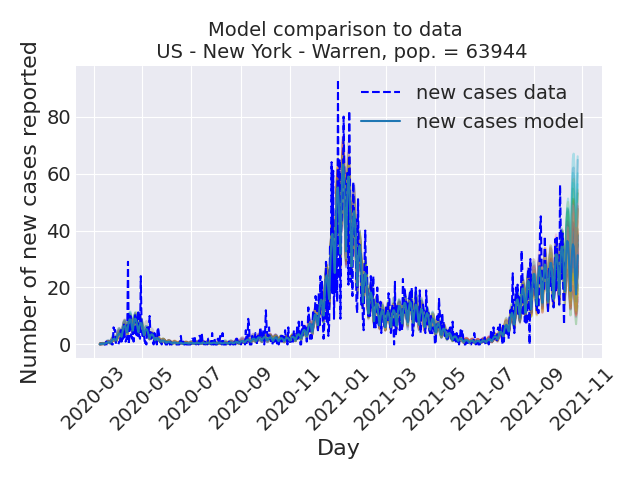 Model comparison to data
US - New York - Warren, pop. = 63944
Number of new cases reported
80
60
40
20
0
new cases data
new cases model
2020-03
2020-05
2020-07
2020-09
2020-11
2021-01
2021-03
2021-05
2021-07
2021-09
2021-11
Day